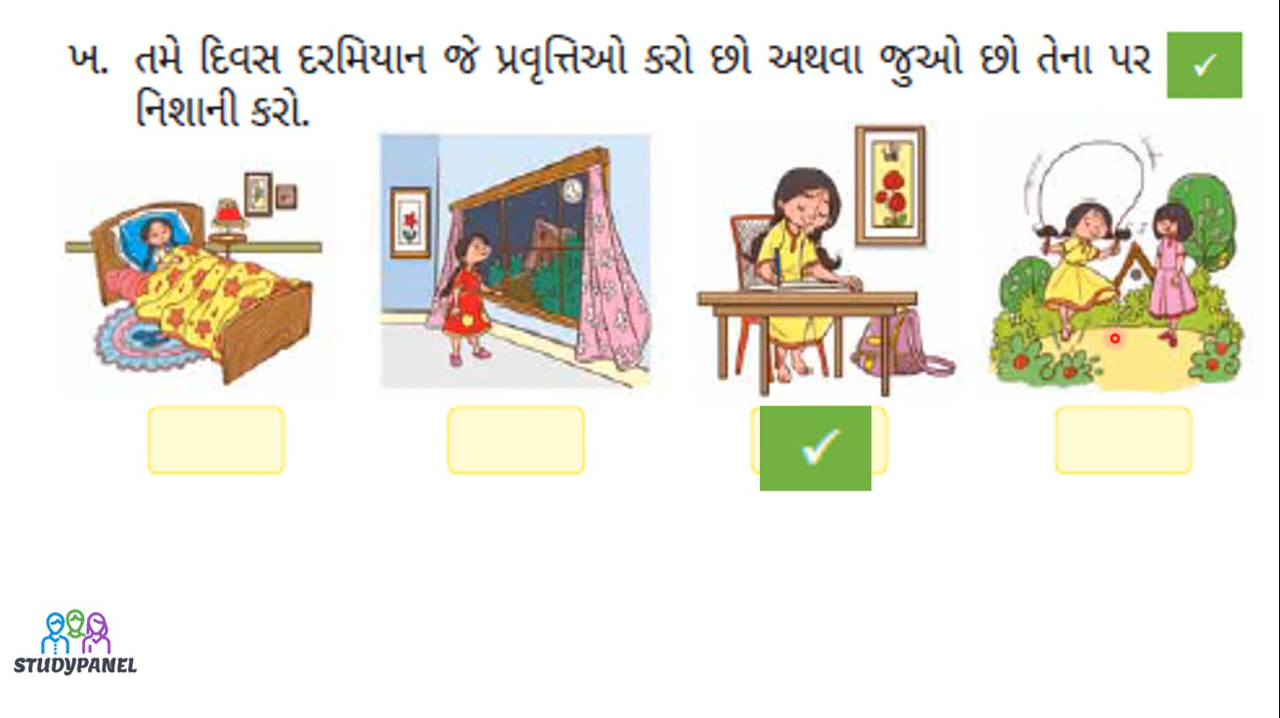 ખ. તમે દિવસ દરમિયાન જે પ્રવૃત્તિઓ કરો છો અથવા જુઓ છો તેના પર ✓
નિશાની કરો.
✓
STUDYPANEL